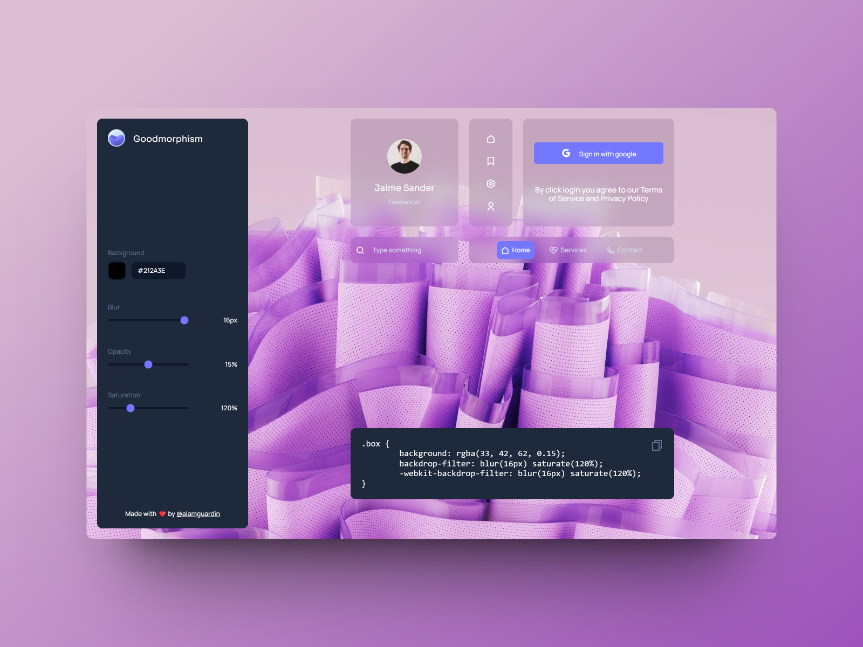 Goodmorphism
Background
#212A3E
Blur
16px
Opacity
15%
Saturation
120%
Made with ❤️ by @alamguardin
Jaime Sander
Freelancer
G Sign in with google
By click login you agree to our Terms
of Service and Privacy Policy
Type something
Home
Services
Contact
.box {
background: rgba(33, 42, 62, 0.15);
backdrop-filter: blur(16px) saturate(120%);
-webkit-backdrop-filter: blur(16px) saturate(120%);
}